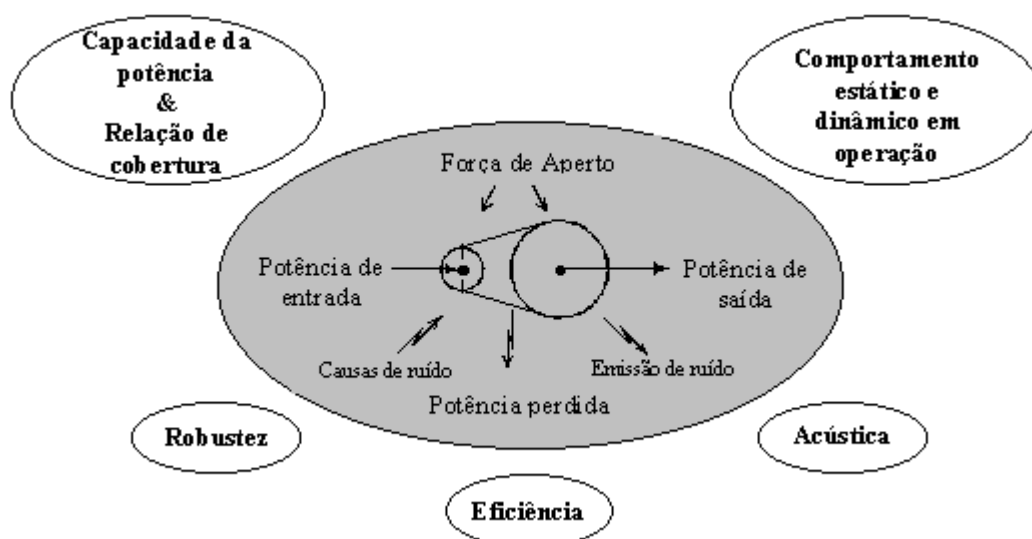 Capacidade da
potência
&
Relação de
cobertura
Comportamento
estático e
dinâmico em
operação
Força de Aperto
Potência de
entrada
Potência de
saída
Causas de ruído
Emissão de ruído
Potência perdida
Robustez
Acústica
Eficiência